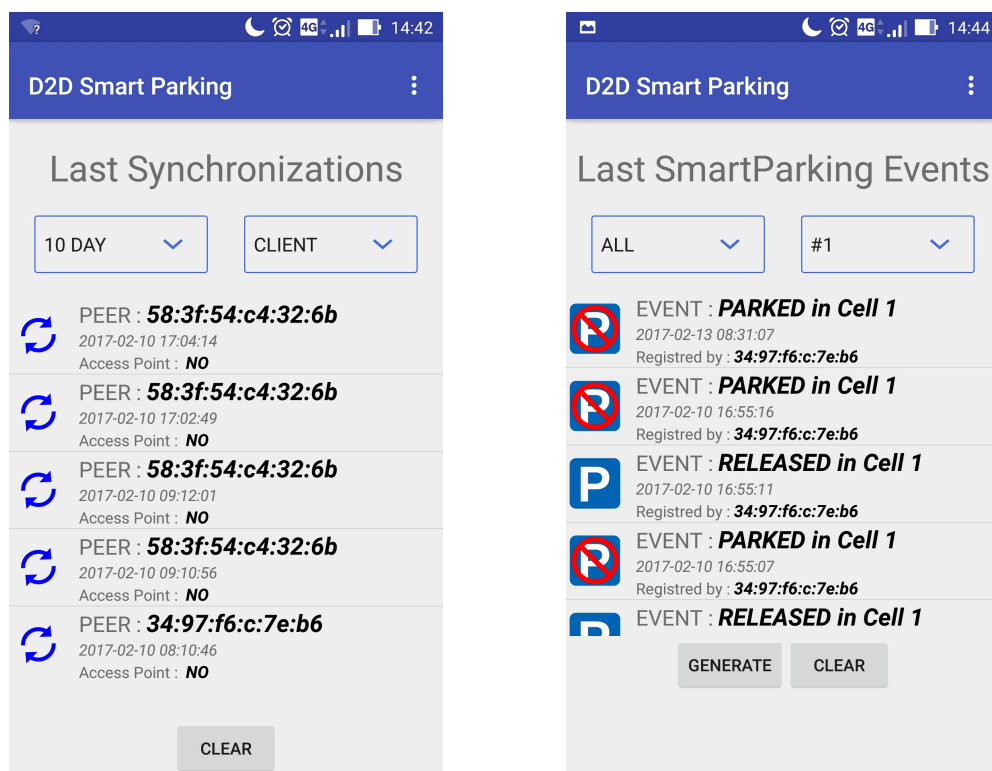 14:42
4G
D2D Smart Parking
Last Synchronizations
10 DAY
CLIENT
PEER : 58:3f:54:c4:32:6b
2017-02-10 17:04:14
Access Point : NO
PEER : 58:3f:54:c4:32:6b
2017-02-10 17:02:49
Access Point : NO
PEER : 58:3f:54:c4:32:6b
2017-02-10 09:12:01
Access Point : NO
PEER : 58:3f:54:c4:32:6b
2017-02-10 09:10:56
Access Point : NO
PEER : 34:97:f6:c:7e:b6
2017-02-10 08:10:46
Access Point : NO
CLEAR
4G
14:44
D2D Smart Parking
Last SmartParking Events
ALL
#1
P
EVENT : PARKED in Cell 1
2017-02-13 08:31:07
Registred by : 34:97:f6:c:7e:b6
P
EVENT : PARKED in Cell 1
2017-02-10 16:55:16
Registred by : 34:97:f6:c:7e:b6
P
EVENT : RELEASED in Cell 1
2017-02-10 16:55:11
Registred by : 34:97:f6:c:7e:b6
P
EVENT : PARKED in Cell 1
2017-02-10 16:55:07
Registred by : 34:97:f6:c:7e:b6
P
EVENT : RELEASED in Cell 1
GENERATE
CLEAR